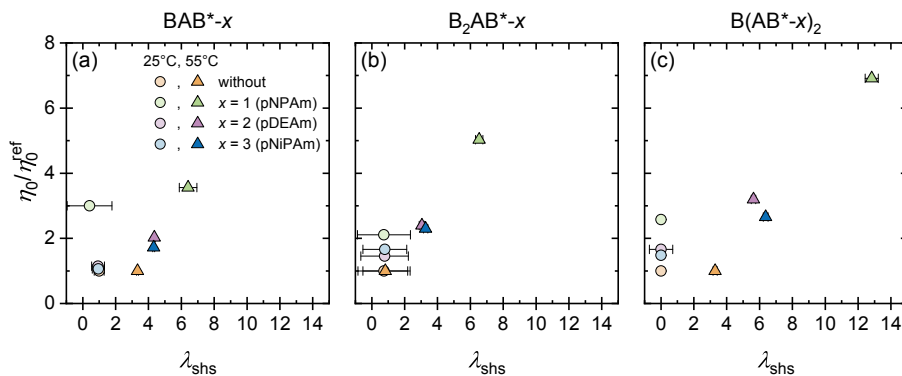 BAB*-x
B₂AB*-x
B(AB*-x)₂
8
6
4
2
0
η₀/η₀ʳᵉᶠ
(a)
25°C, 55°C
, without
, x = 1 (pNPAm)
, x = 2 (pDEAm)
, x = 3 (pNiPAm)
(b)
(c)
0 2 4 6 8 10 12 14
0 2 4 6 8 10 12 14
0 2 4 6 8 10 12 14
λshs
λshs
λshs